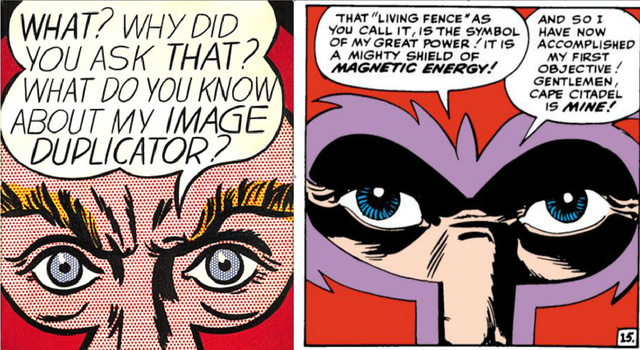 WHAT? WHY DID
YOU ASK THAT?
WHAT DO YOU KNOW
ABOUT MY IMAGE
DUPLICATOR?
THAT "LIVING FENCE" AS
YOU CALL IT, IS THE SYMBOL
OF MY GREAT POWER! IT IS
A MIGHTY SHIELD OF
MAGNETIC ENERGY!
AND SO I
HAVE NOW
ACCOMPLISHED
MY FIRST
OBJECTIVE!
GENTLEMEN,
CAPE CITADEL
IS MINE!
15.